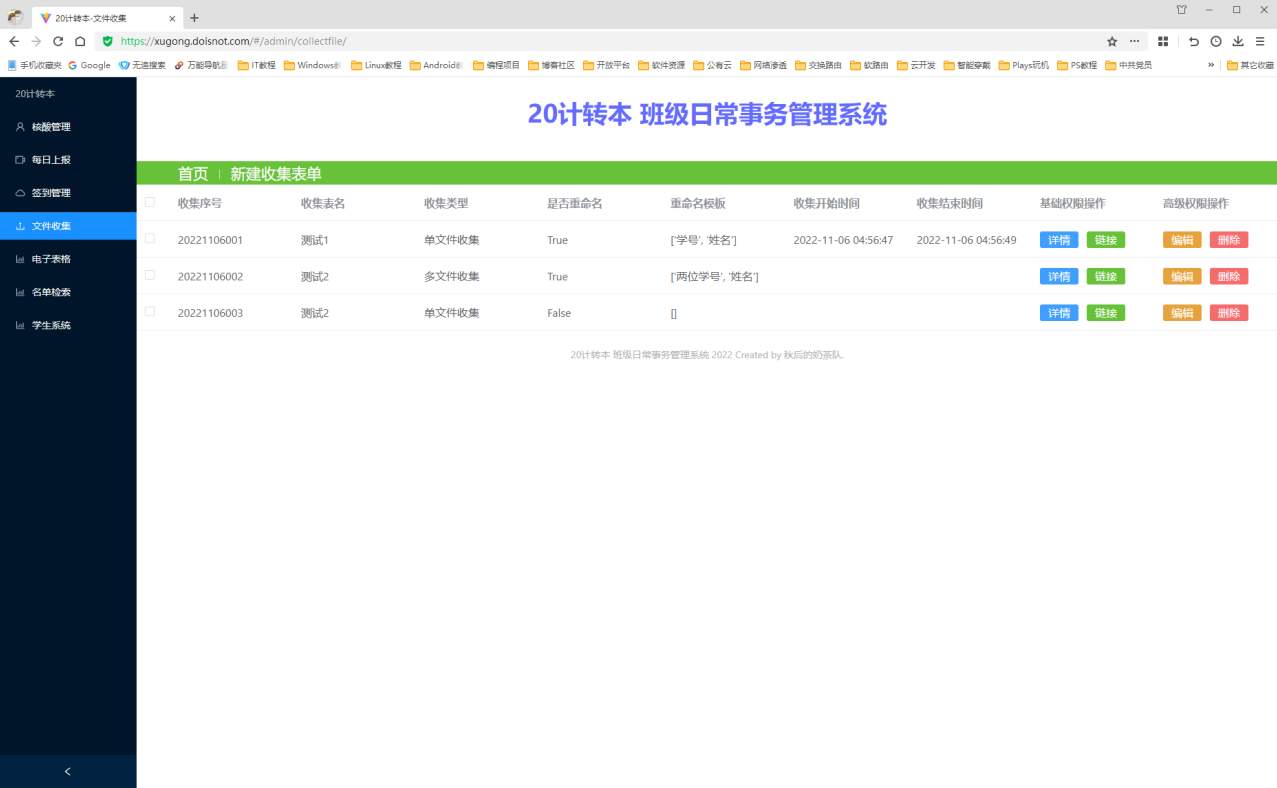 20计转本-文件收集
https://xugong.doisnot.com/#/admin/collectfile/
手机收藏夹 Google 无追搜索 万能导航 IT教程 Windows Linux教程 Android 编程项目 博客社区 开放平台 软件资源 公有云 网络渗透 交换路由 软路由 云开发 智能穿戴 Plays玩机 PS教程 中共党员 » 其它收藏
20计转本
核酸管理
每日上报
签到管理
文件收集
电子表格
名单检索
学生系统
20计转本 班级日常事务管理系统
首页 新建收集表单
收集序号 收集表名 收集类型 是否重命名 重命名模板 收集开始时间 收集结束时间 基础权限操作 高级权限操作
20221106001 测试1 单文件收集 True ['学号', '姓名'] 2022-11-06 04:56:47 2022-11-06 04:56:49 详情 链接 编辑 删除
20221106002 测试2 多文件收集 True ['两位学号', '姓名'] 详情 链接 编辑 删除
20221106003 测试2 单文件收集 False [] 详情 链接 编辑 删除
20计转本 班级日常事务管理系统 2022 Created by 秋后的奶茶队.